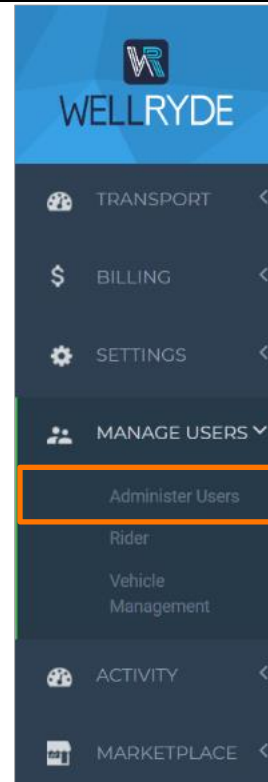 WELLRYDE
TRANSPORT
$ BILLING
SETTINGS
MANAGE USERS
Administer Users
Rider
Vehicle
Management
ACTIVITY
MARKETPLACE